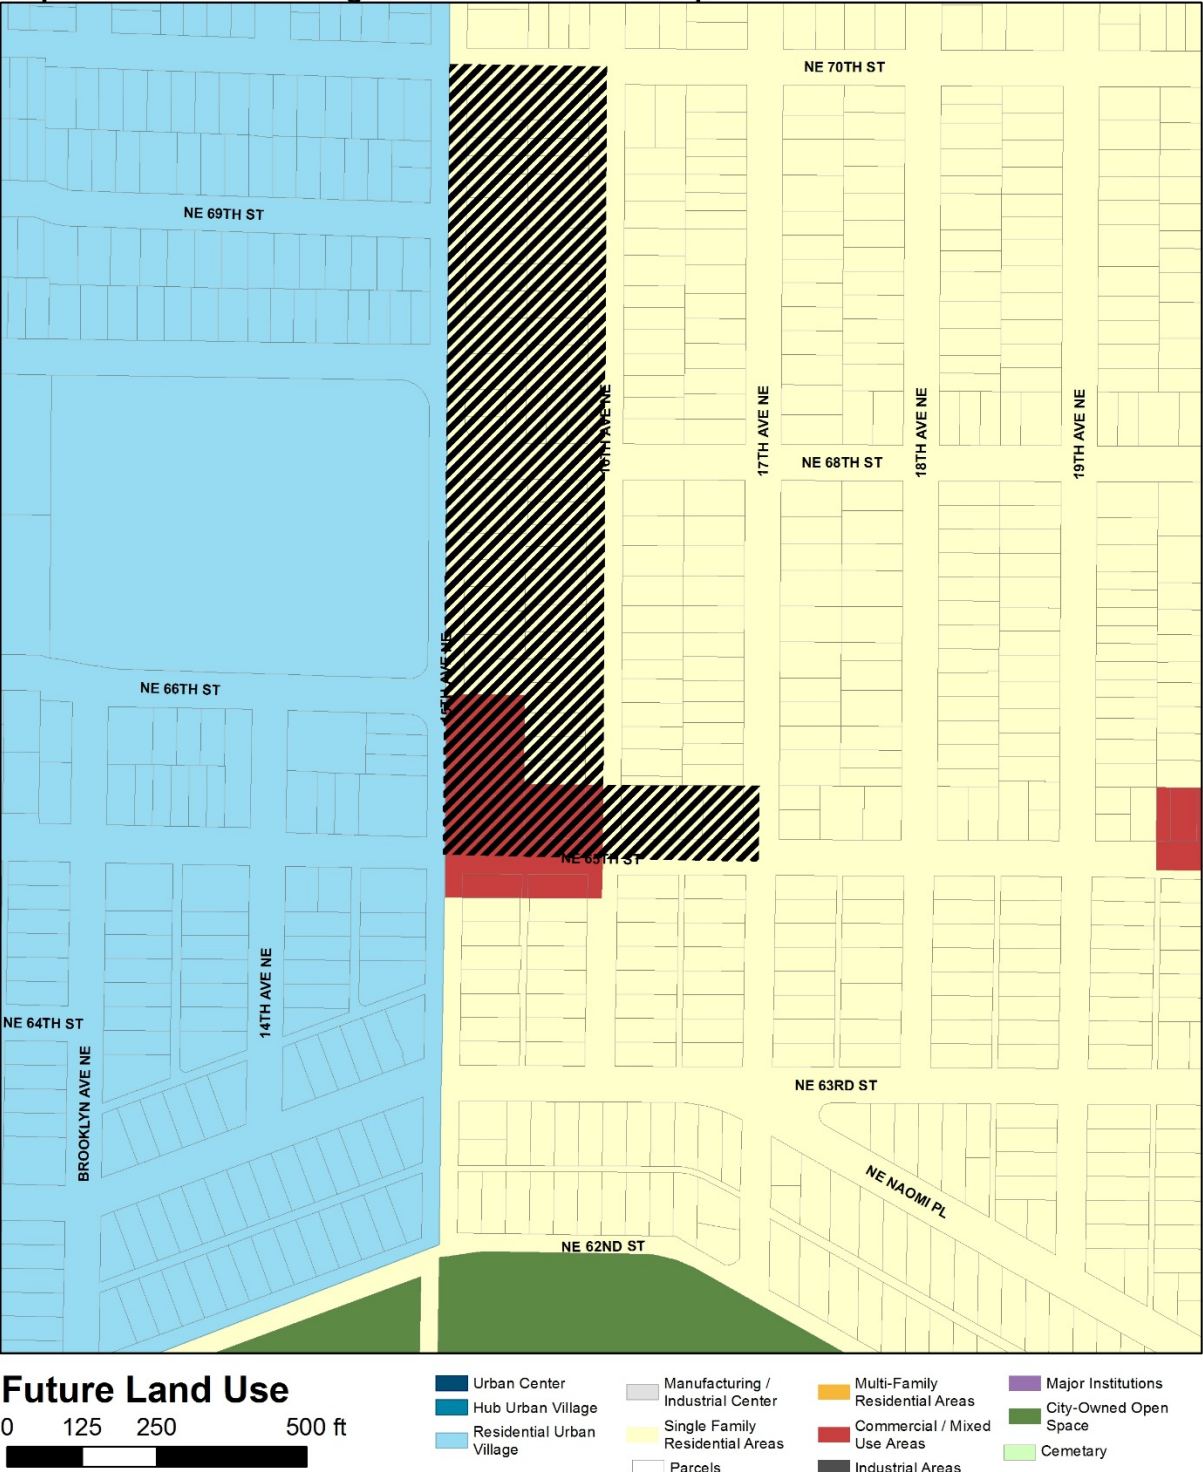 NE 70TH ST
NE 69TH ST
16TH AVE NE
17TH AVE NE
18TH AVE NE
19TH AVE NE
NE 68TH ST
15TH AVE NE
NE 66TH ST
NE 65TH ST
14TH AVE NE
NE 64TH ST
BROOKLYN AVE NE
NE 63RD ST
NE NAOMI PL
NE 62ND ST
Future Land Use
0 125 250 500 ft
Urban Center
Hub Urban Village
Residential Urban
Village
Manufacturing /
Industrial Center
Single Family
Residential Areas
Parcels
Multi-Family
Residential Areas
Commercial / Mixed
Use Areas
Industrial Areas
Major Institutions
City-Owned Open
Space
Cemetary